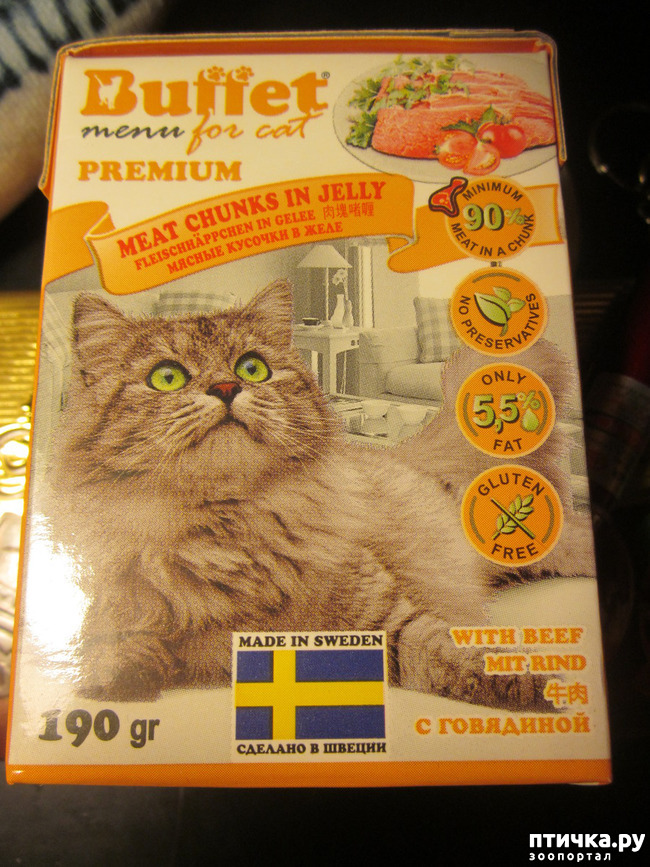 Buffet®
menu for cat
PREMIUM
MEAT CHUNKS IN JELLY
FLEISCHHÄPPCHEN IN GELEE 肉塊啫喱
МЯСНЫЕ КУСОЧКИ В ЖЕЛЕ
MINIMUM
90%
MEAT IN A CHUNK
NO PRESERVATIVES
ONLY
5,5%
FAT
GLUTEN
FREE
MADE IN SWEDEN
СДЕЛАНО В ШВЕЦИИ
WITH BEEF
MIT RIND
牛肉
С ГОВЯДИНОЙ
190 gr
птичка.ру
зоопортал